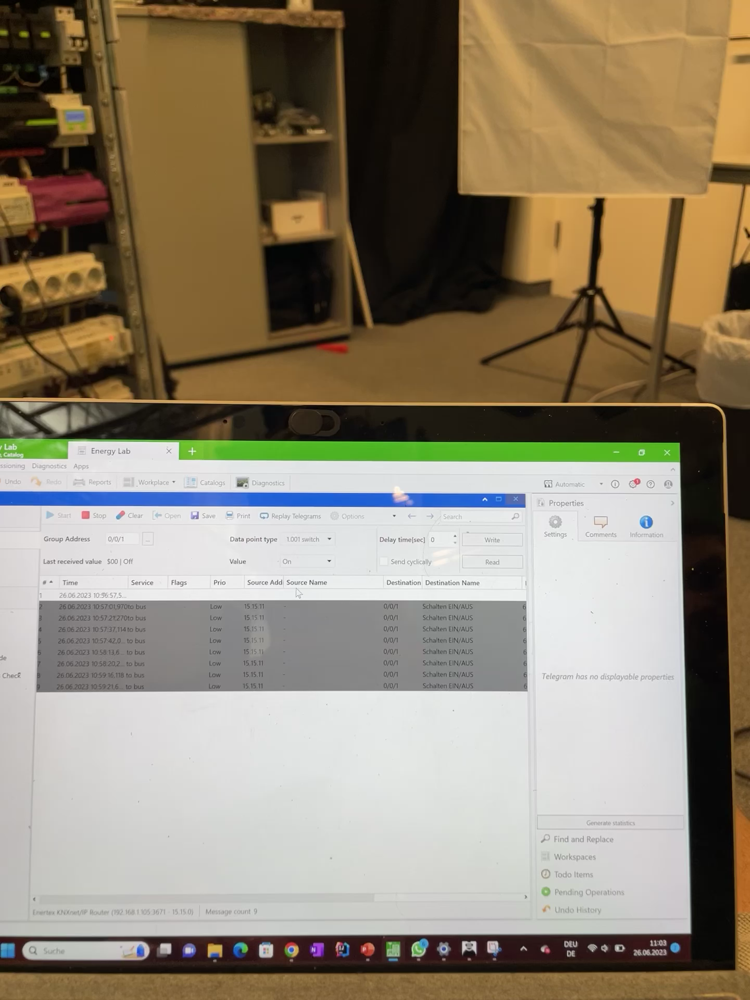 y Lab
, Catalog
Energy Lab
ssioning Diagnostics Apps
Undo Redo Reports Workplace Catalogs Diagnostics
Automatic
Properties
Start Stop Clear Open Save Print Replay Telegrams Options Search
Settings Comments Information
Group Address 0/0/1 ... Data point type 1.001 switch Delay time[sec] 0 Write
Last received value $00 | Off Value On Send cyclically Read
# Time Service Flags Prio Source Add Source Name Destination Destination Name
1 26.06.2023 10:56:57,5...
2 26.06.2023 10:57:01,970 to bus Low 15.15.11 - 0/0/1 Schalten EIN/AUS 6
3 26.06.2023 10:57:21,270 to bus Low 15.15.11 - 0/0/1 Schalten EIN/AUS 6
4 26.06.2023 10:57:37,114 to bus Low 15.15.11 - 0/0/1 Schalten EIN/AUS 6
5 26.06.2023 10:57:42,0... to bus Low 15.15.11 - 0/0/1 Schalten EIN/AUS 6
6 26.06.2023 10:58:13,6... to bus Low 15.15.11 - 0/0/1 Schalten EIN/AUS 6
7 26.06.2023 10:58:20,2... to bus Low 15.15.11 - 0/0/1 Schalten EIN/AUS 6
8 26.06.2023 10:59:16,118 to bus Low 15.15.11 - 0/0/1 Schalten EIN/AUS 6
9 26.06.2023 10:59:21,6... to bus Low 15.15.11 - 0/0/1 Schalten EIN/AUS 6
de
Check
Telegram has no displayable properties
Generate statistics
Find and Replace
Workspaces
Todo Items
Pending Operations
Undo History
Enertex KNXnet/IP Router (192.168.1.105:3671 - 15.15.0) Message count 9
Suche
DEU
DE
11:03
26.06.2023